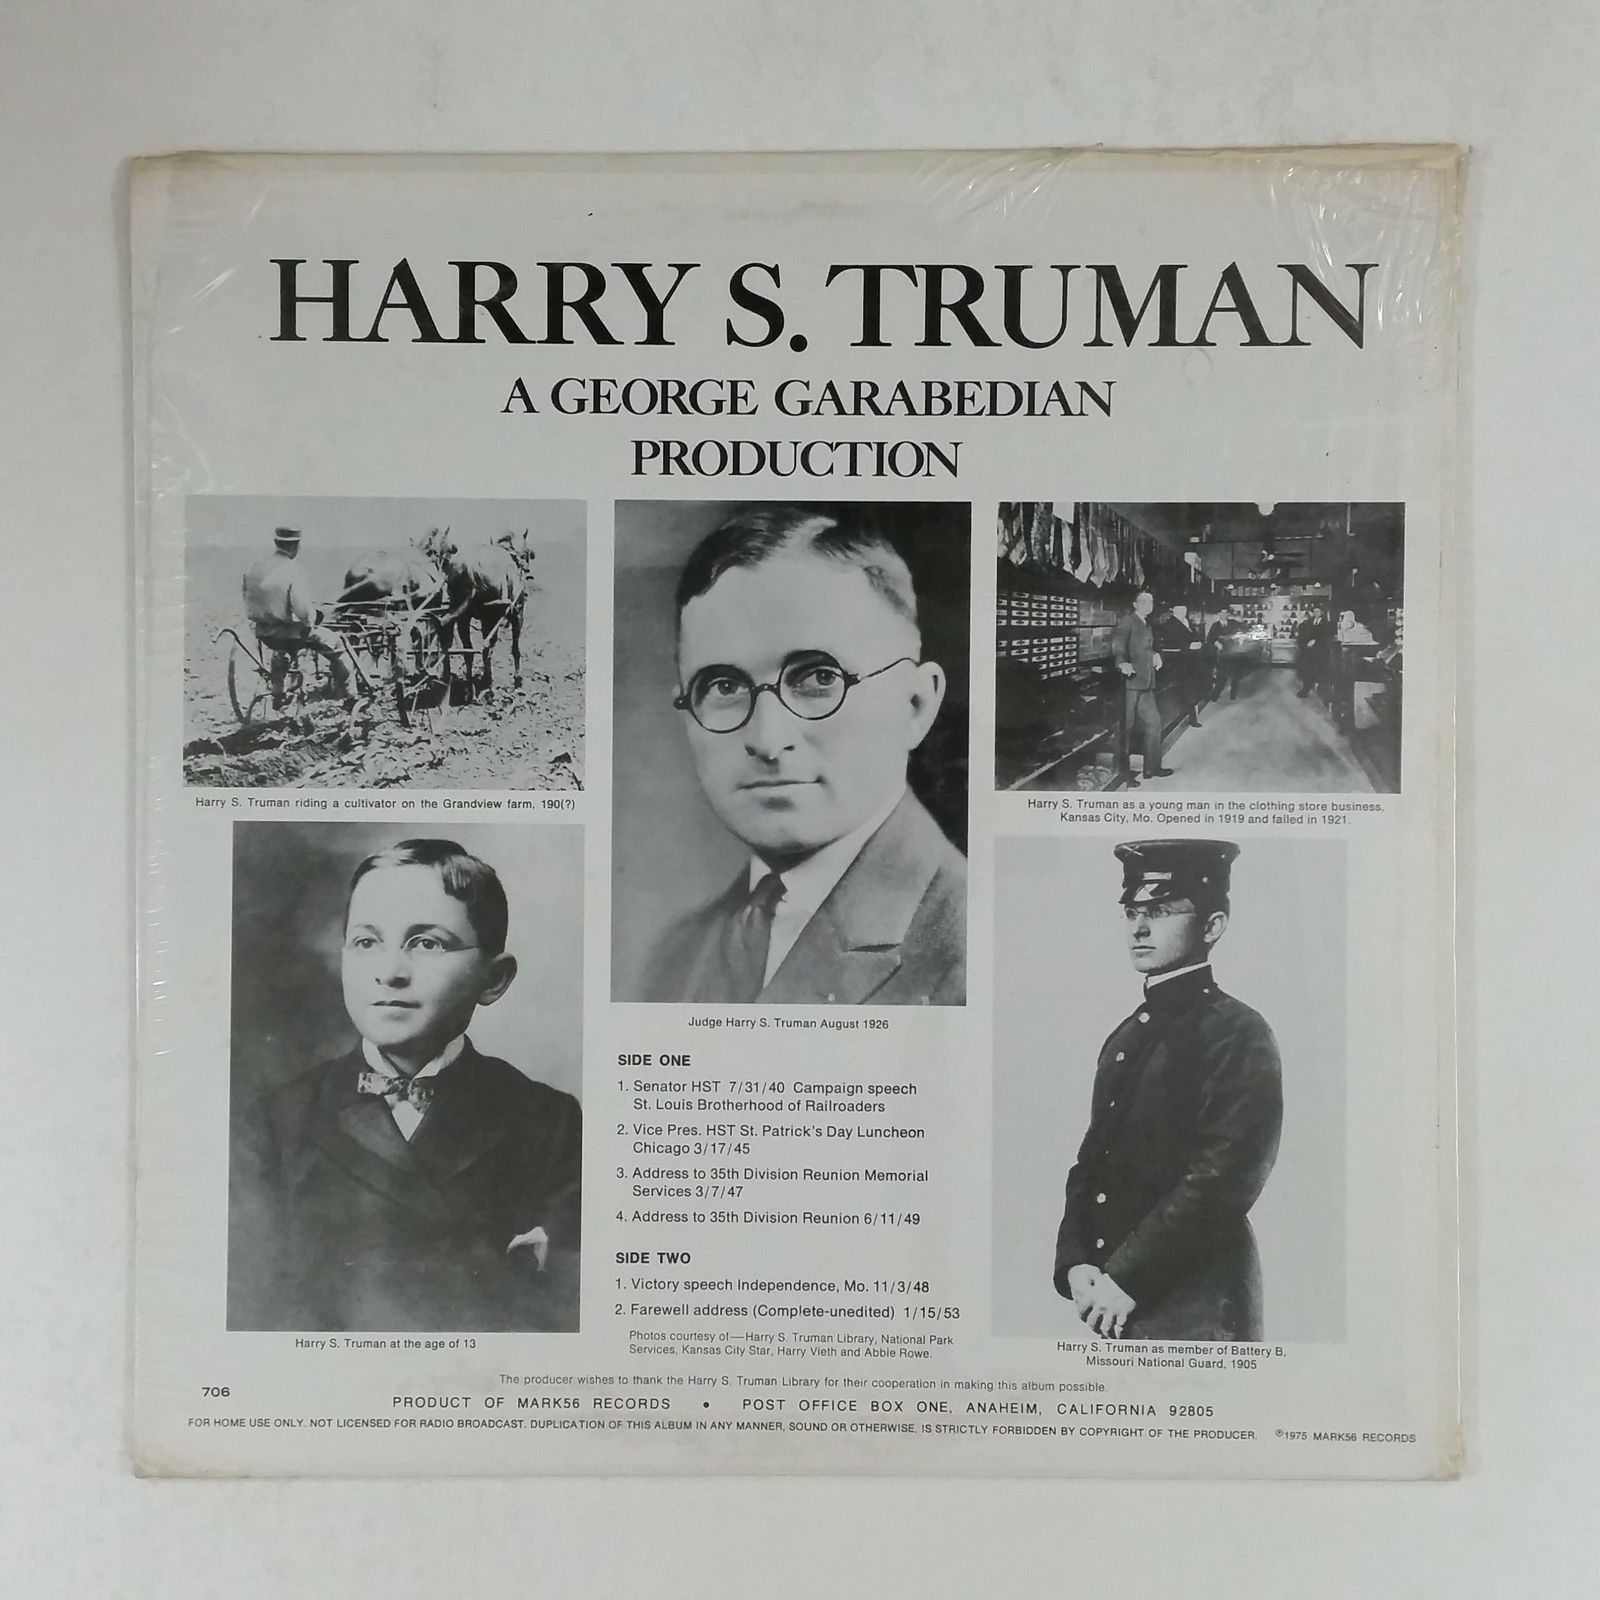 HARRY S. TRUMAN
A GEORGE GARABEDIAN
PRODUCTION
Harry S. Truman riding a cultivator on the Grandview farm, 190(?)
Harry S. Truman as a young man in the clothing store business,
Kansas City, Mo. Opened in 1919 and failed in 1921.
Judge Harry S. Truman August 1926
SIDE ONE
1. Senator HST 7/31/40 Campaign speech
St. Louis Brotherhood of Railroaders
2. Vice Pres. HST St. Patrick's Day Luncheon
Chicago 3/17/45
3. Address to 35th Division Reunion Memorial
Services 3/7/47
4. Address to 35th Division Reunion 6/11/49
SIDE TWO
1. Victory speech Independence, Mo. 11/3/48
2. Farewell address (Complete-unedited) 1/15/53
Photos courtesy of—Harry S. Truman Library, National Park
Services, Kansas City Star, Harry Vieth and Abbie Rowe.
Harry S. Truman at the age of 13
Harry S. Truman as member of Battery B,
Missouri National Guard, 1905
The producer wishes to thank the Harry S. Truman Library for their cooperation in making this album possible.
706
PRODUCT OF MARK56 RECORDS • POST OFFICE BOX ONE, ANAHEIM, CALIFORNIA 92805
FOR HOME USE ONLY. NOT LICENSED FOR RADIO BROADCAST. DUPLICATION OF THIS ALBUM IN ANY MANNER, SOUND OR OTHERWISE, IS STRICTLY FORBIDDEN BY COPYRIGHT OF THE PRODUCER. ℗1975 MARK56 RECORDS